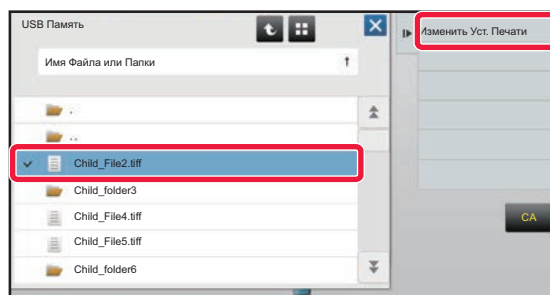 USB Память
Изменить Уст. Печати
Имя Файла или Папки
.
..
Child_File2.tiff
Child_folder3
Child_File4.tiff
CA
Child_File5.tiff
Child_folder6